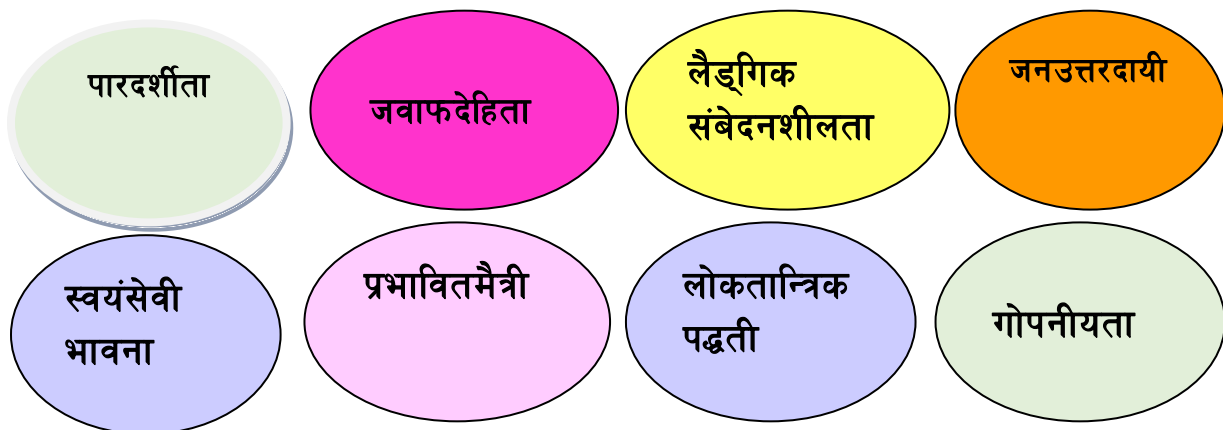 पारदर्शीता
जवाफदेहिता
लैड्गिक
संबेदनशीलता
जनउत्तरदायी
स्वयंसेवी
भावना
प्रभावितमैत्री
लोकतान्त्रिक
पद्धती
गोपनीयता